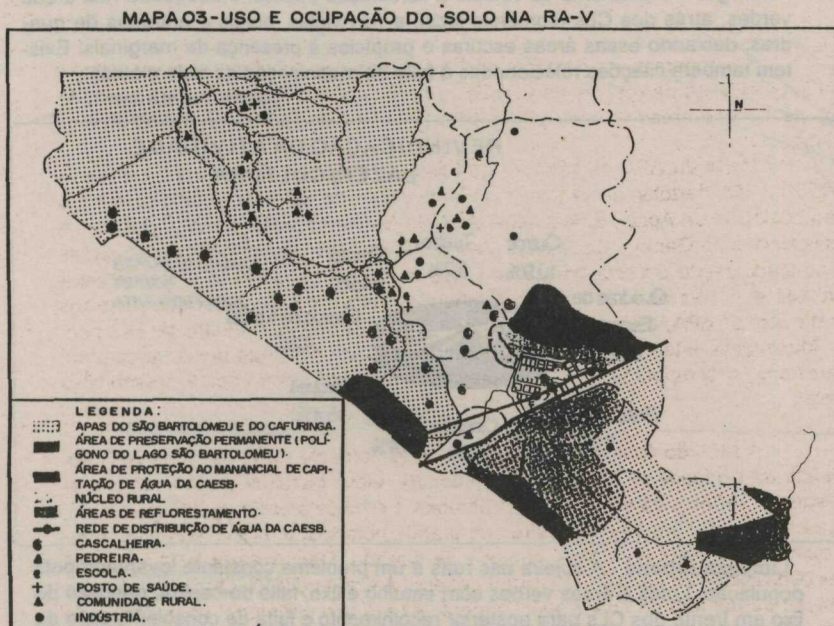 MAPA 03-USO E OCUPAÇÃO DO SOLO NA RA-V
N
LEGENDA:
APAS DO SÃO BARTOLOMEU E DO CAFURINGA.
ÁREA DE PRESERVAÇÃO PERMANENTE (POLÍ-
GONO DO LAGO SÃO BARTOLOMEU).
ÁREA DE PROTEÇÃO AO MANANCIAL DE CAPI-
TAÇÃO DE ÁGUA DA CAESB.
NÚCLEO RURAL
ÁREAS DE REFLORESTAMENTO.
REDE DE DISTRIBUIÇÃO DE ÁGUA DA CAESB.
CASCALHEIRA.
PEDREIRA.
ESCOLA.
POSTO DE SAÚDE.
COMUNIDADE RURAL.
INDÚSTRIA.